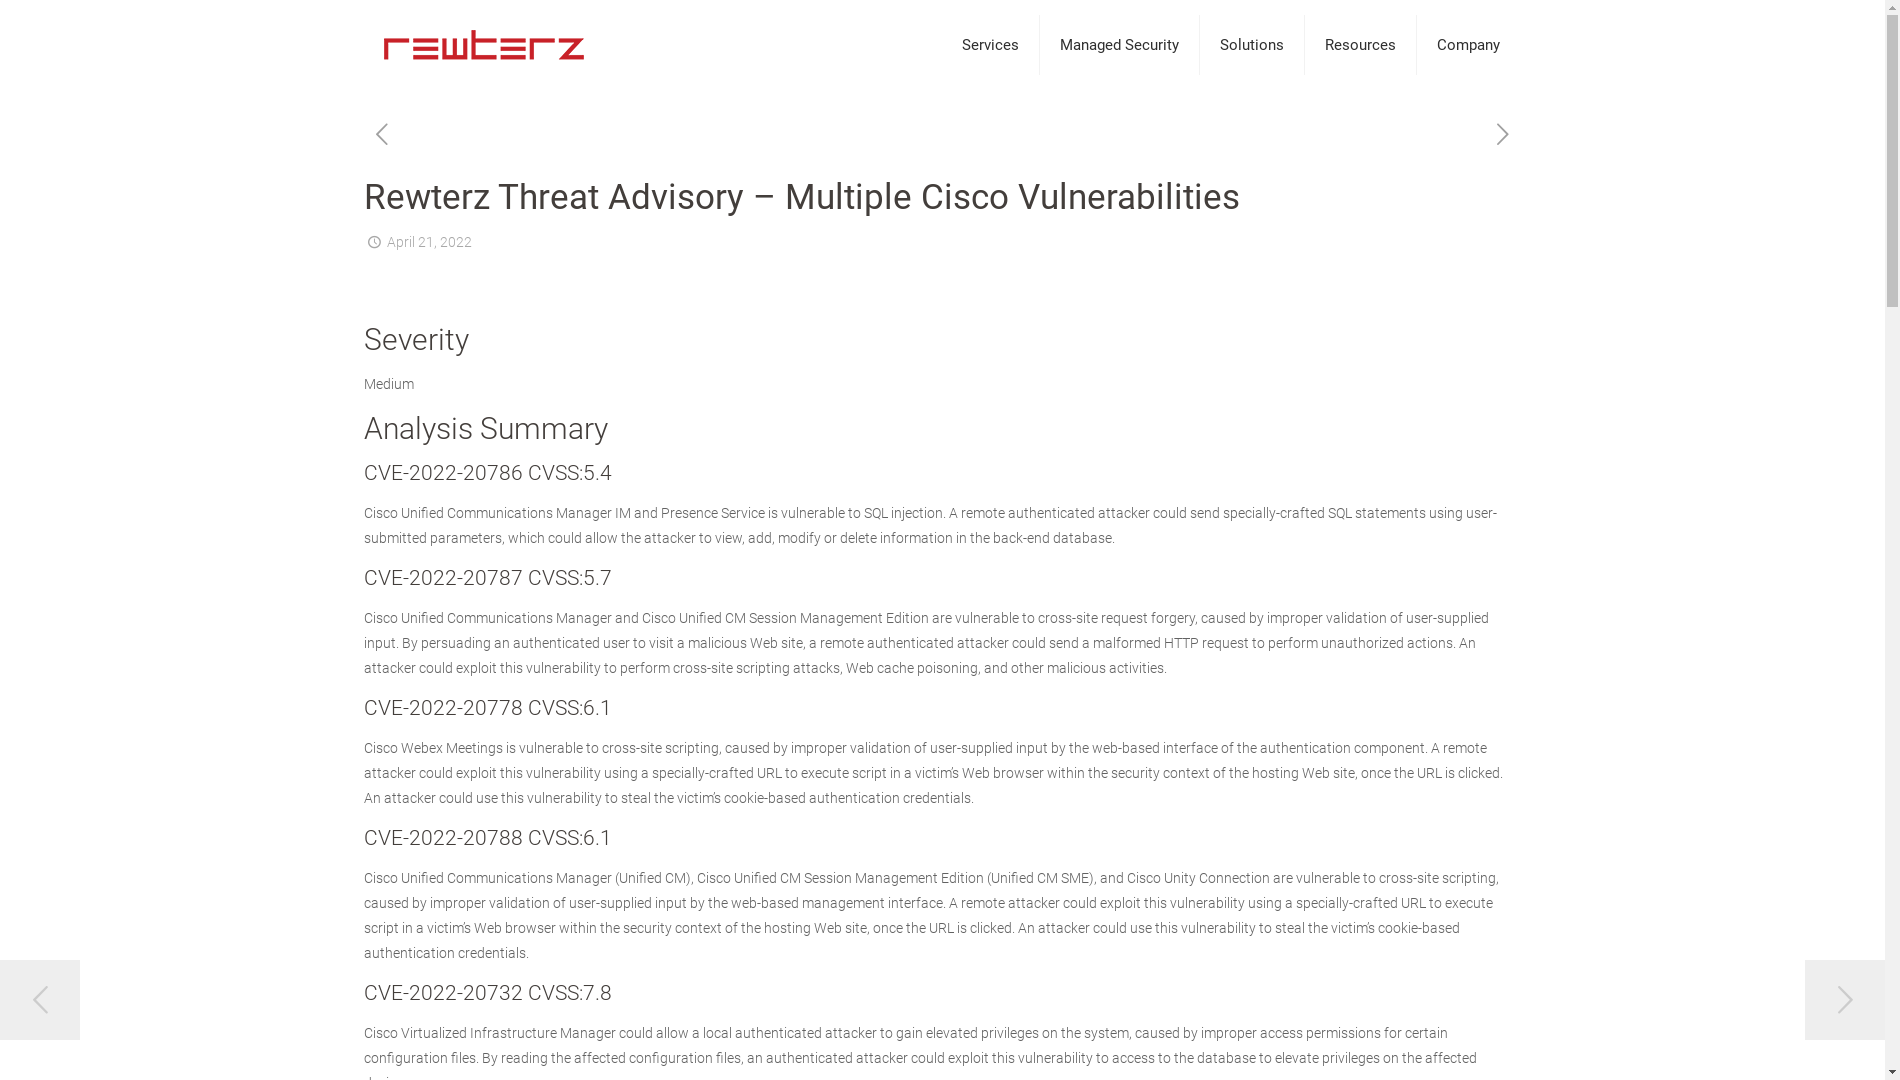 rewterz
Services
Managed Security
Solutions
Resources
Company
Rewterz Threat Advisory – Multiple Cisco Vulnerabilities
April 21, 2022
Severity
Medium
Analysis Summary
CVE-2022-20786 CVSS:5.4
Cisco Unified Communications Manager IM and Presence Service is vulnerable to SQL injection. A remote authenticated attacker could send specially-crafted SQL statements using user-
submitted parameters, which could allow the attacker to view, add, modify or delete information in the back-end database.
CVE-2022-20787 CVSS:5.7
Cisco Unified Communications Manager and Cisco Unified CM Session Management Edition are vulnerable to cross-site request forgery, caused by improper validation of user-supplied
input. By persuading an authenticated user to visit a malicious Web site, a remote authenticated attacker could send a malformed HTTP request to perform unauthorized actions. An
attacker could exploit this vulnerability to perform cross-site scripting attacks, Web cache poisoning, and other malicious activities.
CVE-2022-20778 CVSS:6.1
Cisco Webex Meetings is vulnerable to cross-site scripting, caused by improper validation of user-supplied input by the web-based interface of the authentication component. A remote
attacker could exploit this vulnerability using a specially-crafted URL to execute script in a victim's Web browser within the security context of the hosting Web site, once the URL is clicked.
An attacker could use this vulnerability to steal the victim's cookie-based authentication credentials.
CVE-2022-20788 CVSS:6.1
Cisco Unified Communications Manager (Unified CM), Cisco Unified CM Session Management Edition (Unified CM SME), and Cisco Unity Connection are vulnerable to cross-site scripting,
caused by improper validation of user-supplied input by the web-based management interface. A remote attacker could exploit this vulnerability using a specially-crafted URL to execute
script in a victim's Web browser within the security context of the hosting Web site, once the URL is clicked. An attacker could use this vulnerability to steal the victim's cookie-based
authentication credentials.
CVE-2022-20732 CVSS:7.8
Cisco Virtualized Infrastructure Manager could allow a local authenticated attacker to gain elevated privileges on the system, caused by improper access permissions for certain
configuration files. By reading the affected configuration files, an authenticated attacker could exploit this vulnerability to access to the database to elevate privileges on the affected